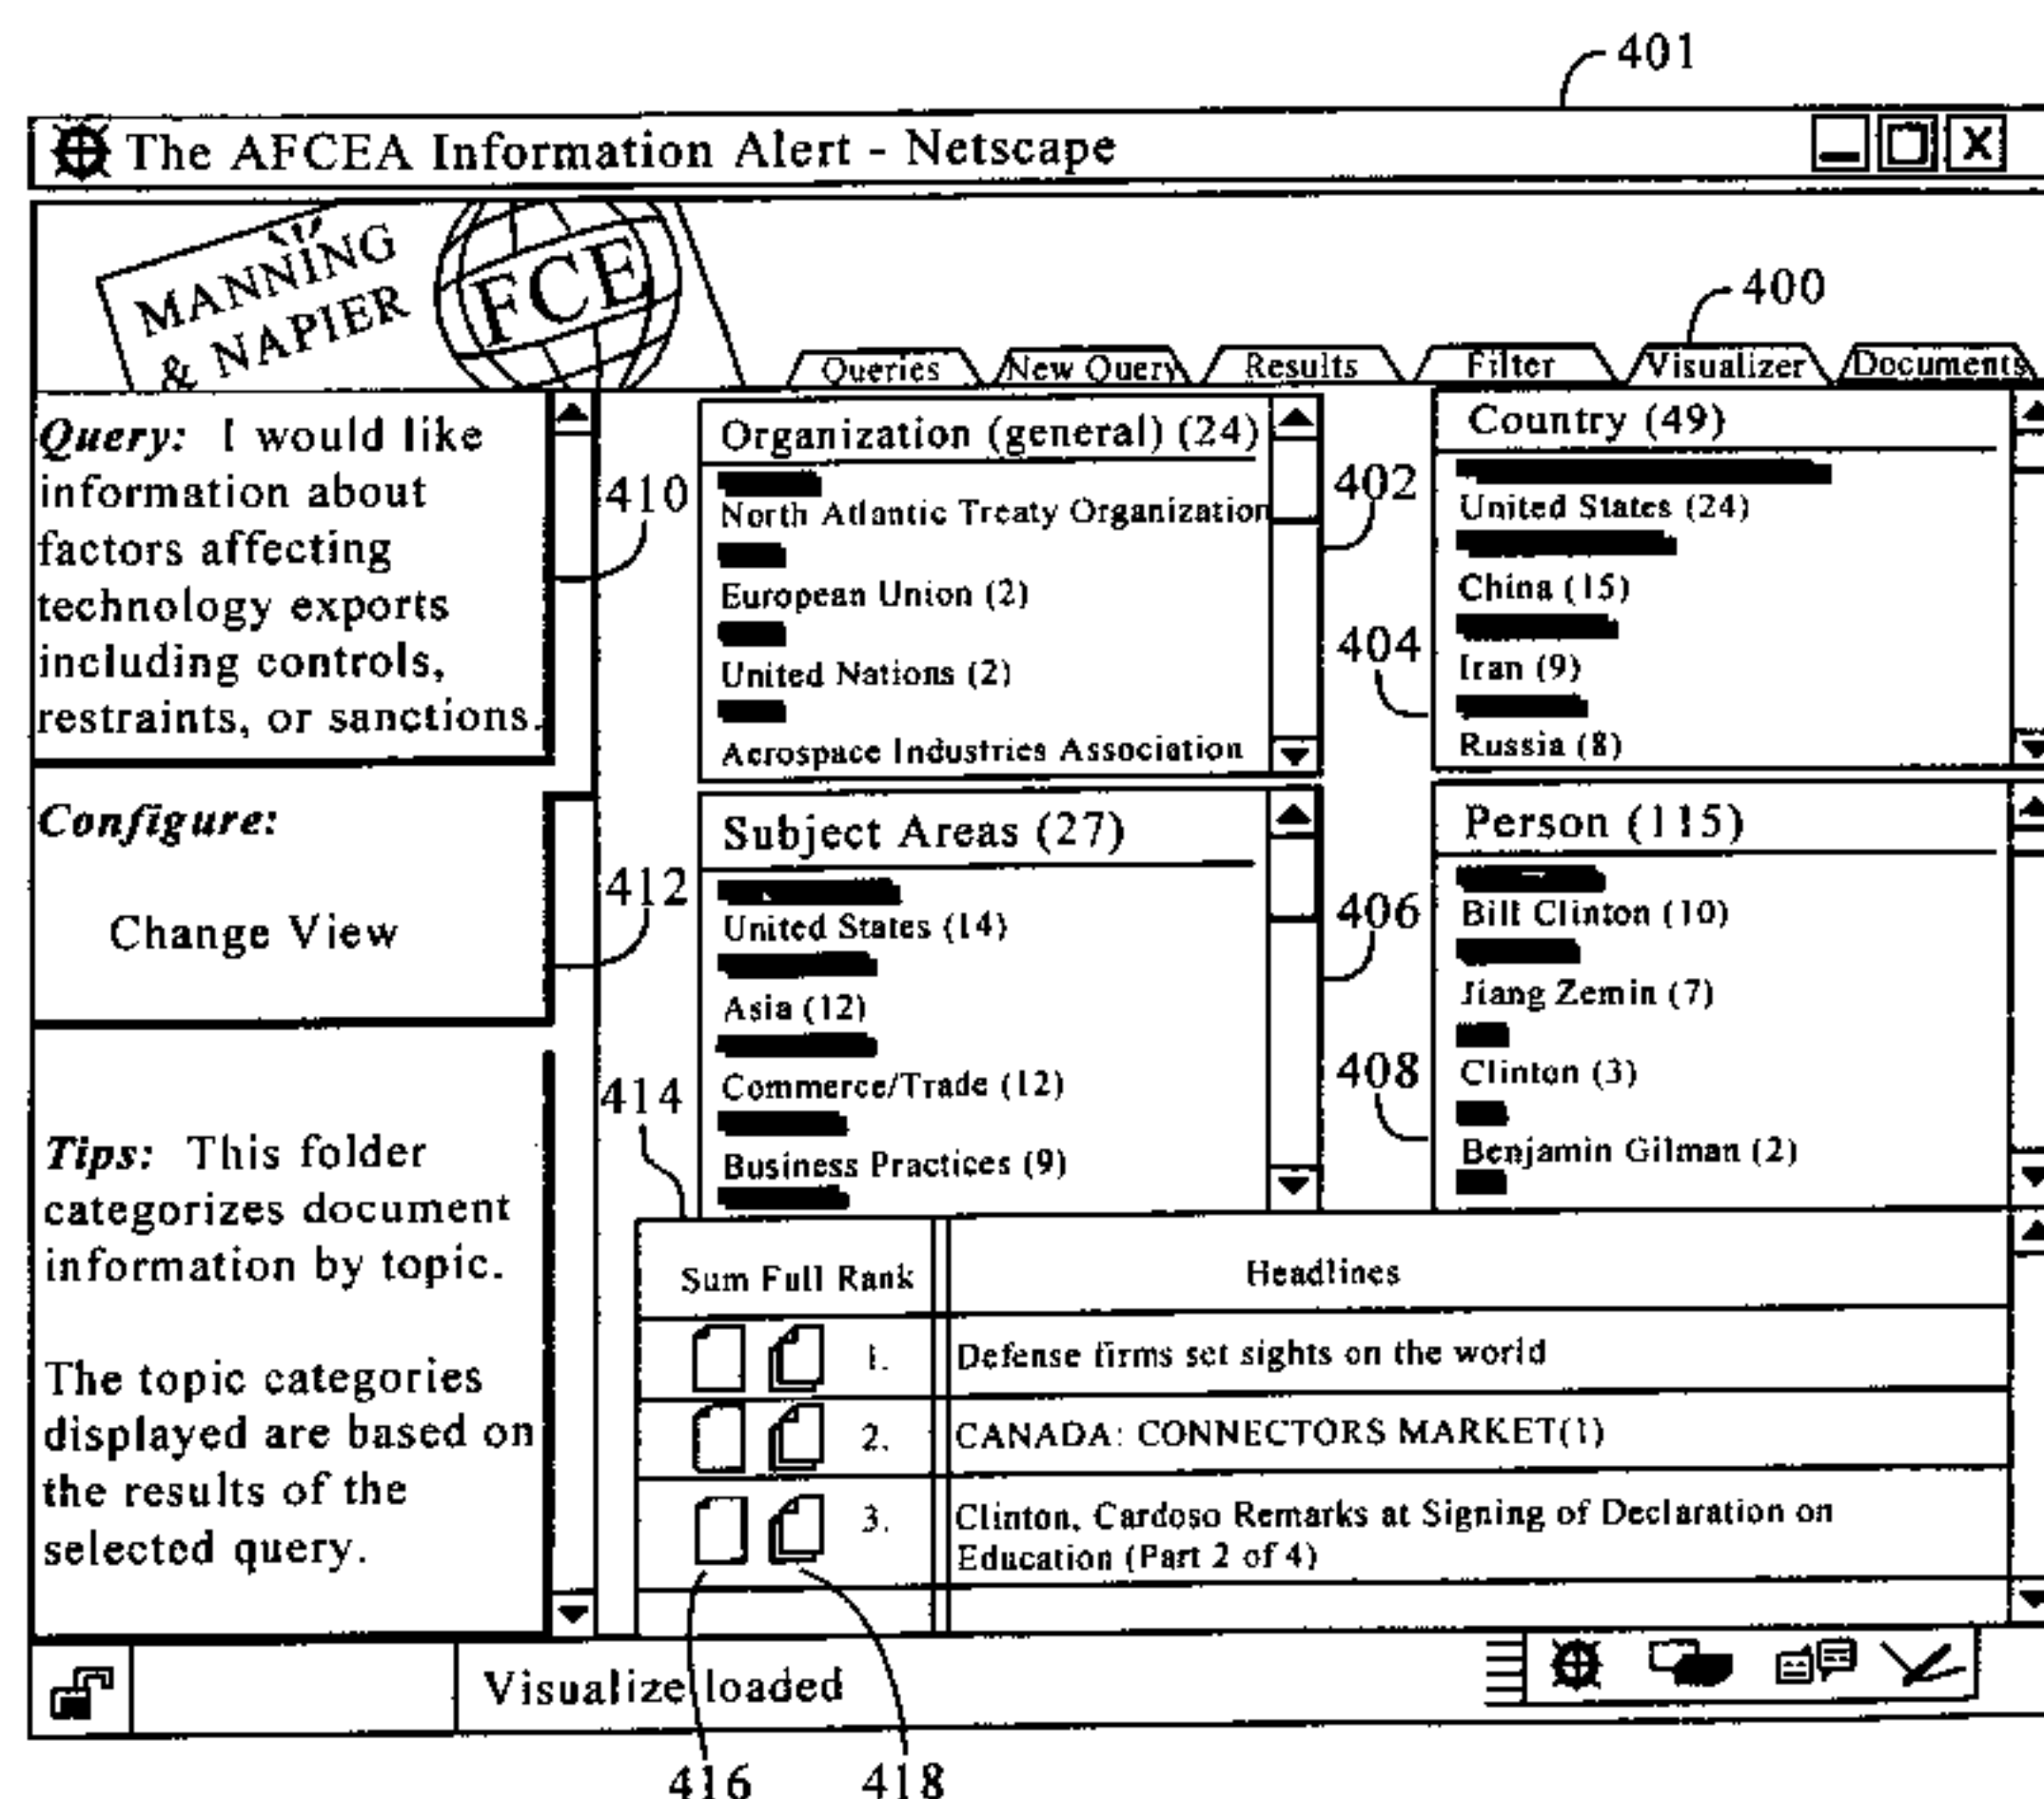 401
The AFCEA Information Alert - Netscape
MANNING
& NAPIER
FCE
400
Queries
New Query
Results
Filter
Visualizer
Documents
Query: I would like
information about
factors affecting
technology exports
including controls,
restraints, or sanctions.
410
Configure:
Change View
412
Tips: This folder
categorizes document
information by topic.
The topic categories
displayed are based on
the results of the
selected query.
Organization (general) (24)
North Atlantic Treaty Organization
European Union (2)
United Nations (2)
Aerospace Industries Association
402
Country (49)
United States (24)
China (15)
Iran (9)
Russia (8)
404
Subject Areas (27)
United States (14)
Asia (12)
Commerce/Trade (12)
Business Practices (9)
406
Person (115)
Bill Clinton (10)
Jiang Zemin (7)
Clinton (3)
Benjamin Gilman (2)
408
414
Sum Full Rank Headlines
1. Defense firms set sights on the world
2. CANADA: CONNECTORS MARKET(1)
3. Clinton, Cardoso Remarks at Signing of Declaration on
Education (Part 2 of 4)
Visualize loaded
416 418